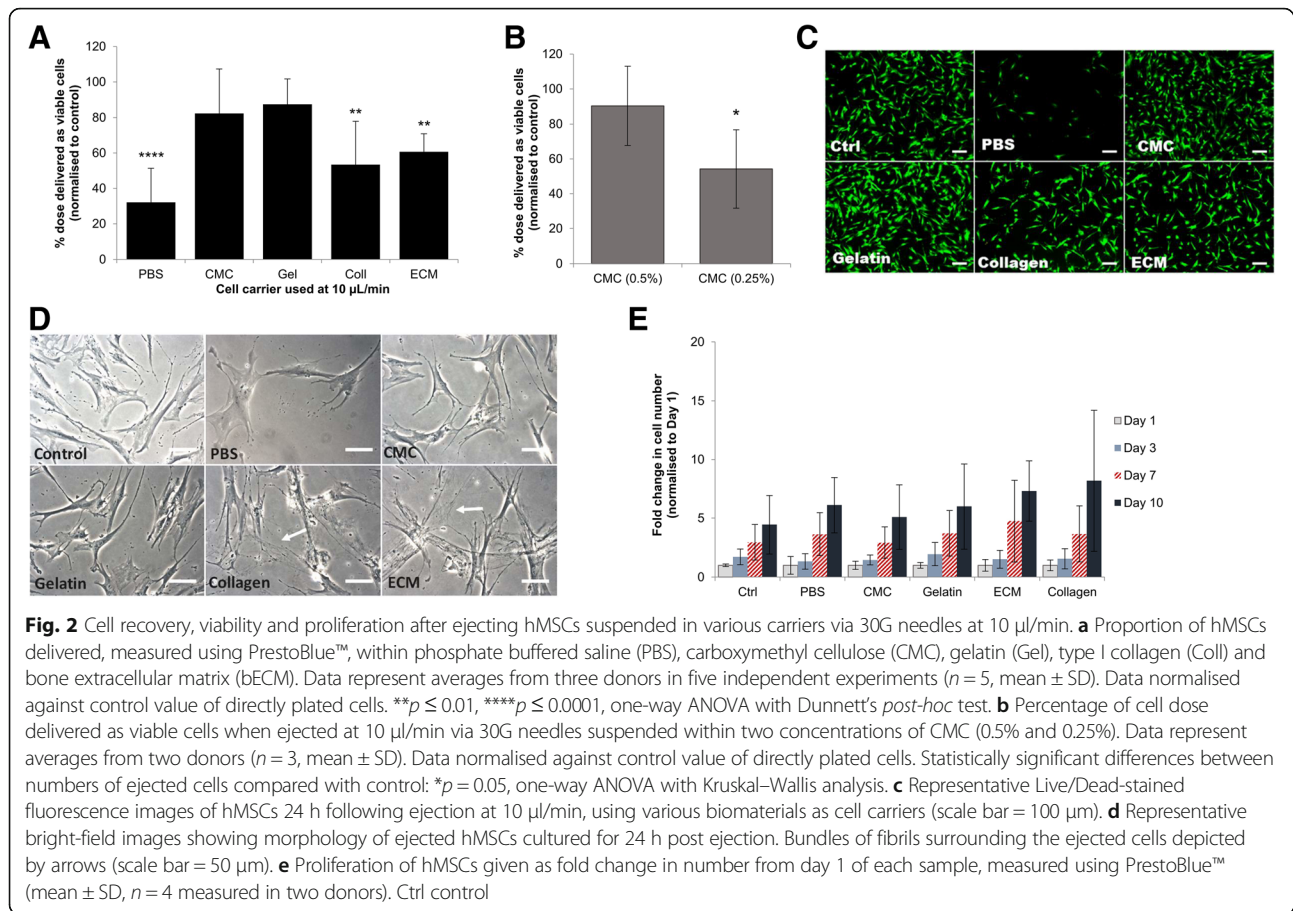 A
120
100
80
60
40
20
0
% dose delivered as viable cells
(normalised to control)
****
**
**
PBS
CMC
Gel
Coll
ECM
Cell carrier used at 10 µL/min
B
120
100
80
60
40
20
0
% dose delivered as viable cells
(normalised to control)
*
CMC (0.5%)
CMC (0.25%)
C
Ctrl
PBS
CMC
Gelatin
Collagen
ECM
D
Control
PBS
CMC
Gelatin
Collagen
ECM
E
20
15
10
5
0
Fold change in cell number
(normalised to Day 1)
Ctrl
PBS
CMC
Gelatin
ECM
Collagen
Day 1
Day 3
Day 7
Day 10
Fig. 2 Cell recovery, viability and proliferation after ejecting hMSCs suspended in various carriers via 30G needles at 10 µl/min. a Proportion of hMSCs
delivered, measured using PrestoBlue™, within phosphate buffered saline (PBS), carboxymethyl cellulose (CMC), gelatin (Gel), type I collagen (Coll) and
bone extracellular matrix (bECM). Data represent averages from three donors in five independent experiments (n = 5, mean ± SD). Data normalised
against control value of directly plated cells. **p ≤ 0.01, ****p ≤ 0.0001, one-way ANOVA with Dunnett's post-hoc test. b Percentage of cell dose
delivered as viable cells when ejected at 10 µl/min via 30G needles suspended within two concentrations of CMC (0.5% and 0.25%). Data represent
averages from two donors (n = 3, mean ± SD). Data normalised against control value of directly plated cells. Statistically significant differences between
numbers of ejected cells compared with control: *p = 0.05, one-way ANOVA with Kruskal–Wallis analysis. c Representative Live/Dead-stained
fluorescence images of hMSCs 24 h following ejection at 10 µl/min, using various biomaterials as cell carriers (scale bar = 100 µm). d Representative
bright-field images showing morphology of ejected hMSCs cultured for 24 h post ejection. Bundles of fibrils surrounding the ejected cells depicted
by arrows (scale bar = 50 µm). e Proliferation of hMSCs given as fold change in number from day 1 of each sample, measured using PrestoBlue™
(mean ± SD, n = 4 measured in two donors). Ctrl control